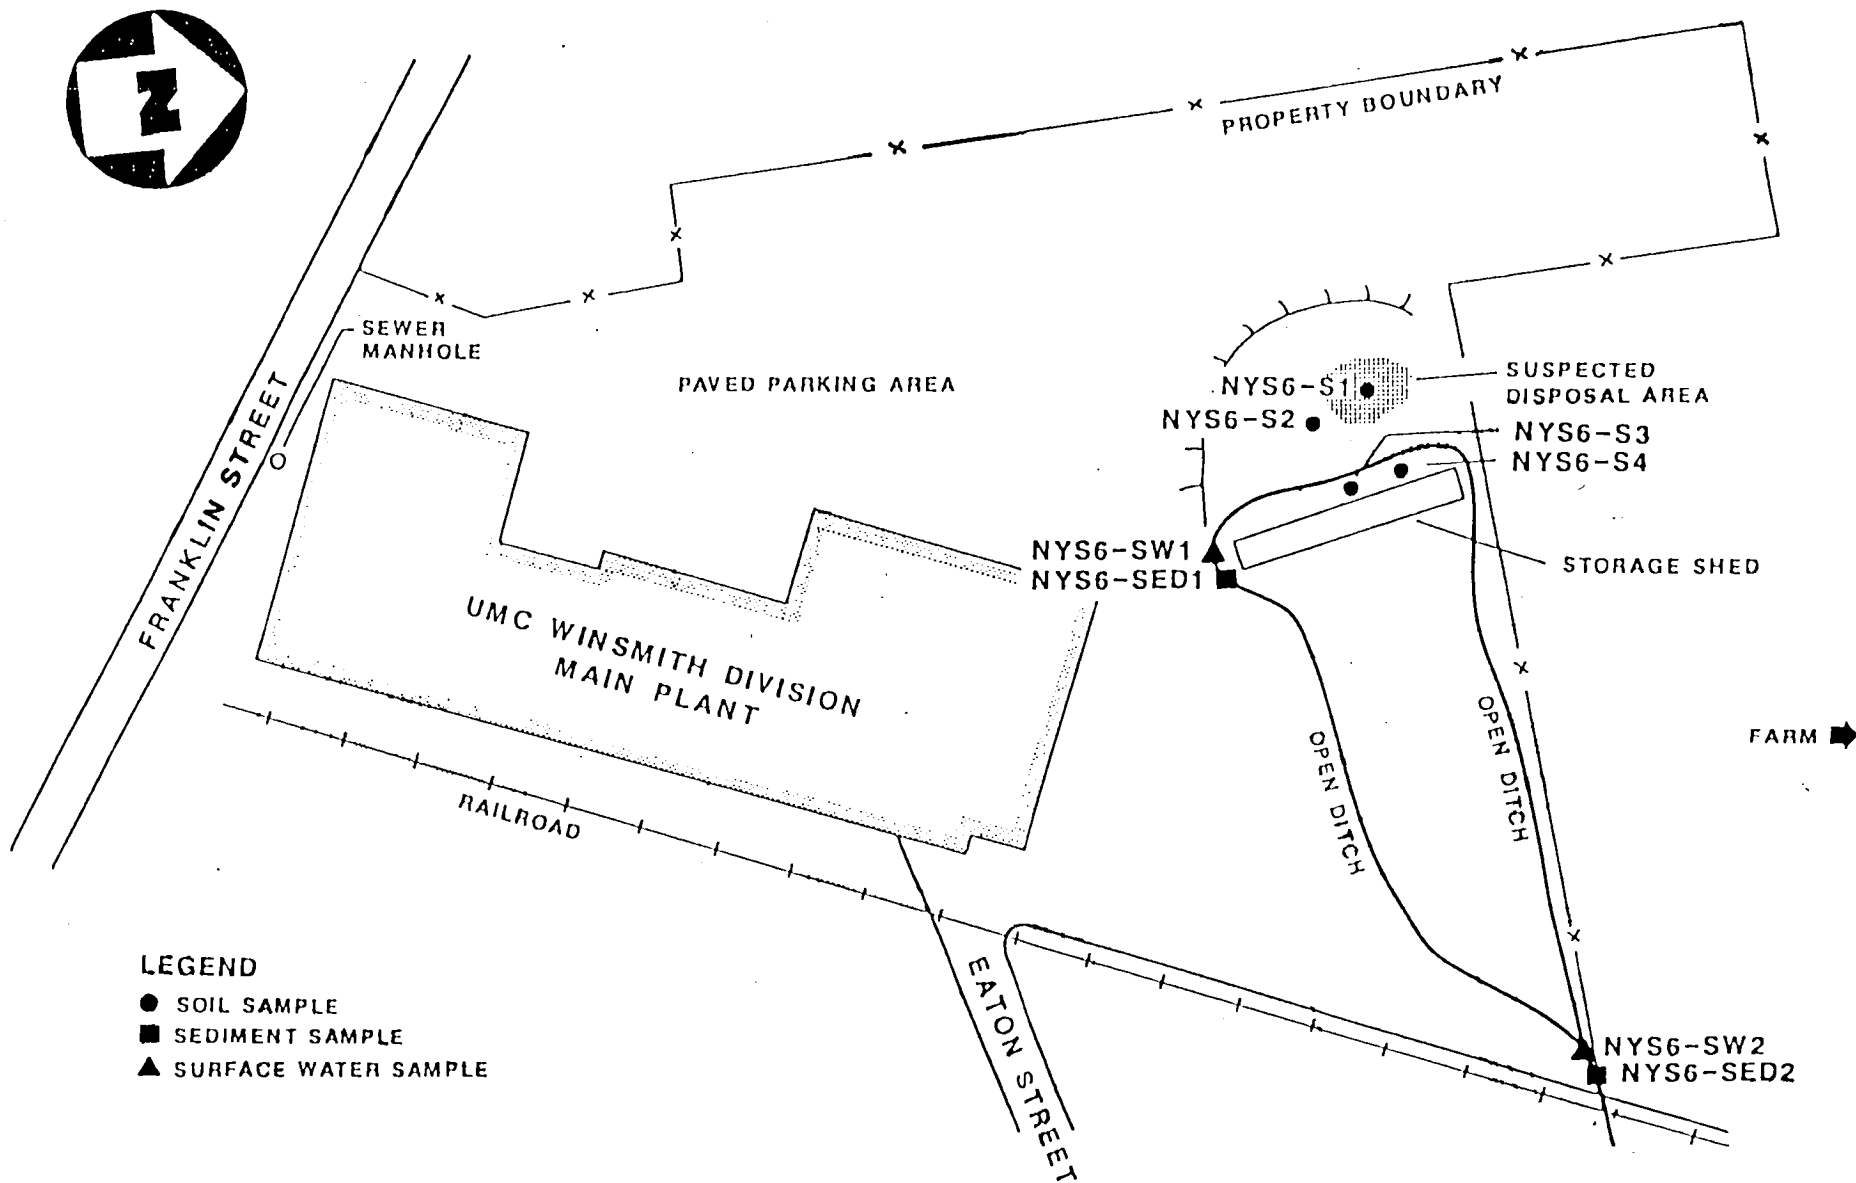 N
PROPERTY BOUNDARY
SEWER
MANHOLE
PAVED PARKING AREA
FRANKLIN STREET
SUSPECTED
DISPOSAL AREA
NYS6-S1
NYS6-S2
NYS6-S3
NYS6-S4
NYS6-SW1
NYS6-SED1
STORAGE SHED
UMC WINSMITH DIVISION
MAIN PLANT
OPEN DITCH
OPEN DITCH
FARM
RAILROAD
EATON STREET
NYS6-SW2
NYS6-SED2
LEGEND
SOIL SAMPLE
SEDIMENT SAMPLE
SURFACE WATER SAMPLE